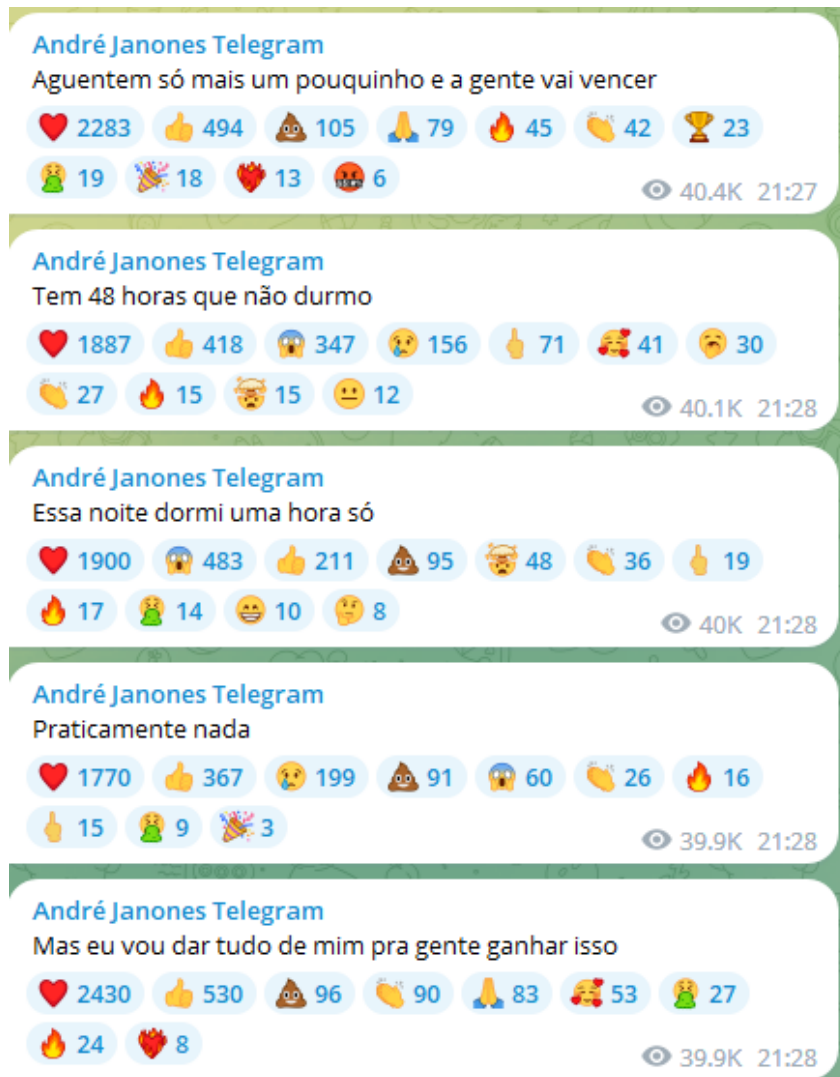 André Janones Telegram
Aguentem só mais um pouquinho e a gente vai vencer
❤️ 2283 👍 494 💩 105 🙏 79 🔥 45 👏 42 🏆 23
🤮 19 🎉 18 ❤️‍🔥 13 🤬 6
40.4K 21:27
André Janones Telegram
Tem 48 horas que não durmo
❤️ 1887 👍 418 😱 347 😢 156 🖕 71 🥰 41 🥱 30
👏 27 🔥 15 🤯 15 😐 12
40.1K 21:28
André Janones Telegram
Essa noite dormi uma hora só
❤️ 1900 😱 483 👍 211 💩 95 🤯 48 👏 36 🖕 19
🔥 17 🤮 14 😁 10 🤔 8
40K 21:28
André Janones Telegram
Praticamente nada
❤️ 1770 👍 367 😢 199 💩 91 😱 60 👏 26 🔥 16
🖕 15 🤮 9 🎉 3
39.9K 21:28
André Janones Telegram
Mas eu vou dar tudo de mim pra gente ganhar isso
❤️ 2430 👍 530 💩 96 👏 90 🙏 83 🥰 53 🤮 27
🔥 24 ❤️‍🔥 8
39.9K 21:28